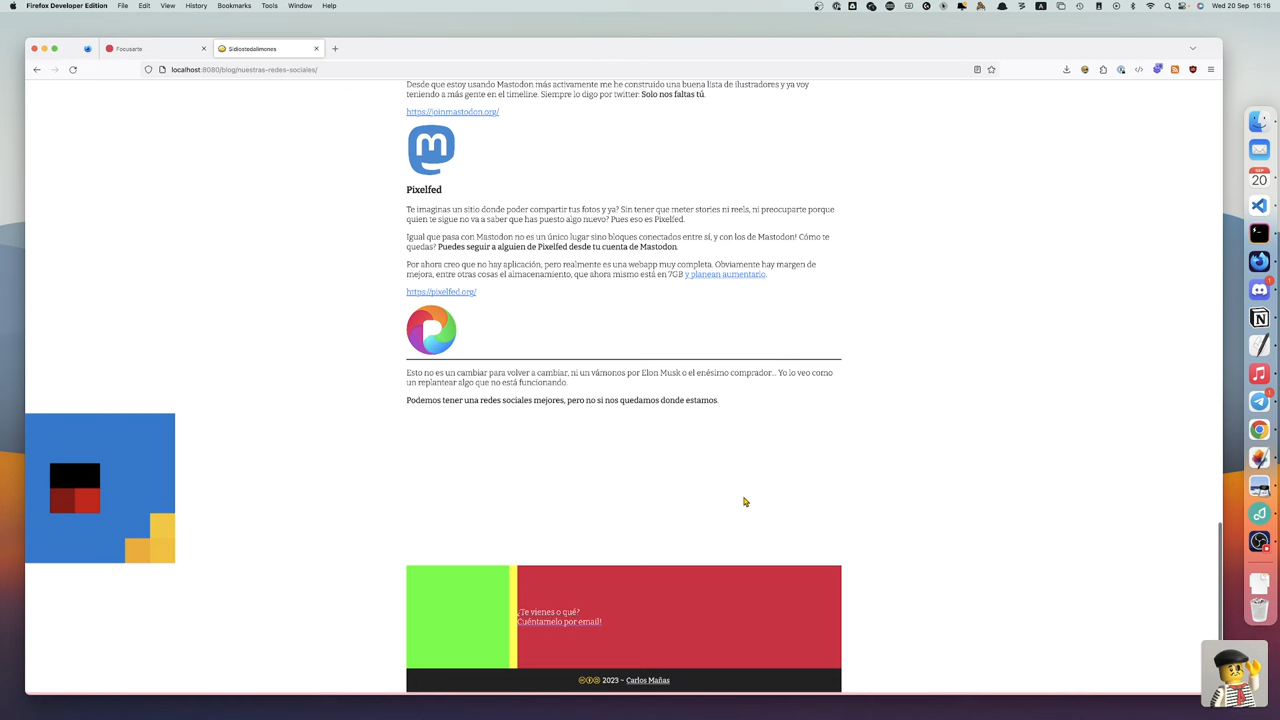 Firefox Developer Edition File Edit View History Bookmarks Tools Window Help
Wed 20 Sep 16:16
Focusarte
Sidiostedalimones
localhost:8080/blog/nuestras-redes-sociales/
Desde que estoy usando Mastodon más activamente me he construido una buena lista de ilustradores y ya voy
teniendo a más gente en el timeline. Siempre lo digo por twitter: Solo nos faltas tú.
https://joinmastodon.org/
Pixelfed
Te imaginas un sitio donde poder compartir tus fotos y ya? Sin tener que meter stories ni reels, ni preocuparte porque
quien te sigue no va a saber que has puesto algo nuevo? Pues eso es Pixelfed.
Igual que pasa con Mastodon no es un único lugar sino bloques conectados entre sí, y con los de Mastodon! Cómo te
quedas? Puedes seguir a alguien de Pixelfed desde tu cuenta de Mastodon.
Por ahora creo que no hay aplicación, pero realmente es una webapp muy completa. Obviamente hay margen de
mejora, entre otras cosas el almacenamiento, que ahora mismo está en 7GB y planean aumentarlo.
https://pixelfed.org/
Esto no es un cambiar para volver a cambiar, ni un vámonos por Elon Musk o el enésimo comprador... Yo lo veo como
un replantear algo que no está funcionando.
Podemos tener una redes sociales mejores, pero no si nos quedamos donde estamos.
¿Te vienes o qué?
Cuéntamelo por email!
2023 ~ Carlos Mañas
SEP
20